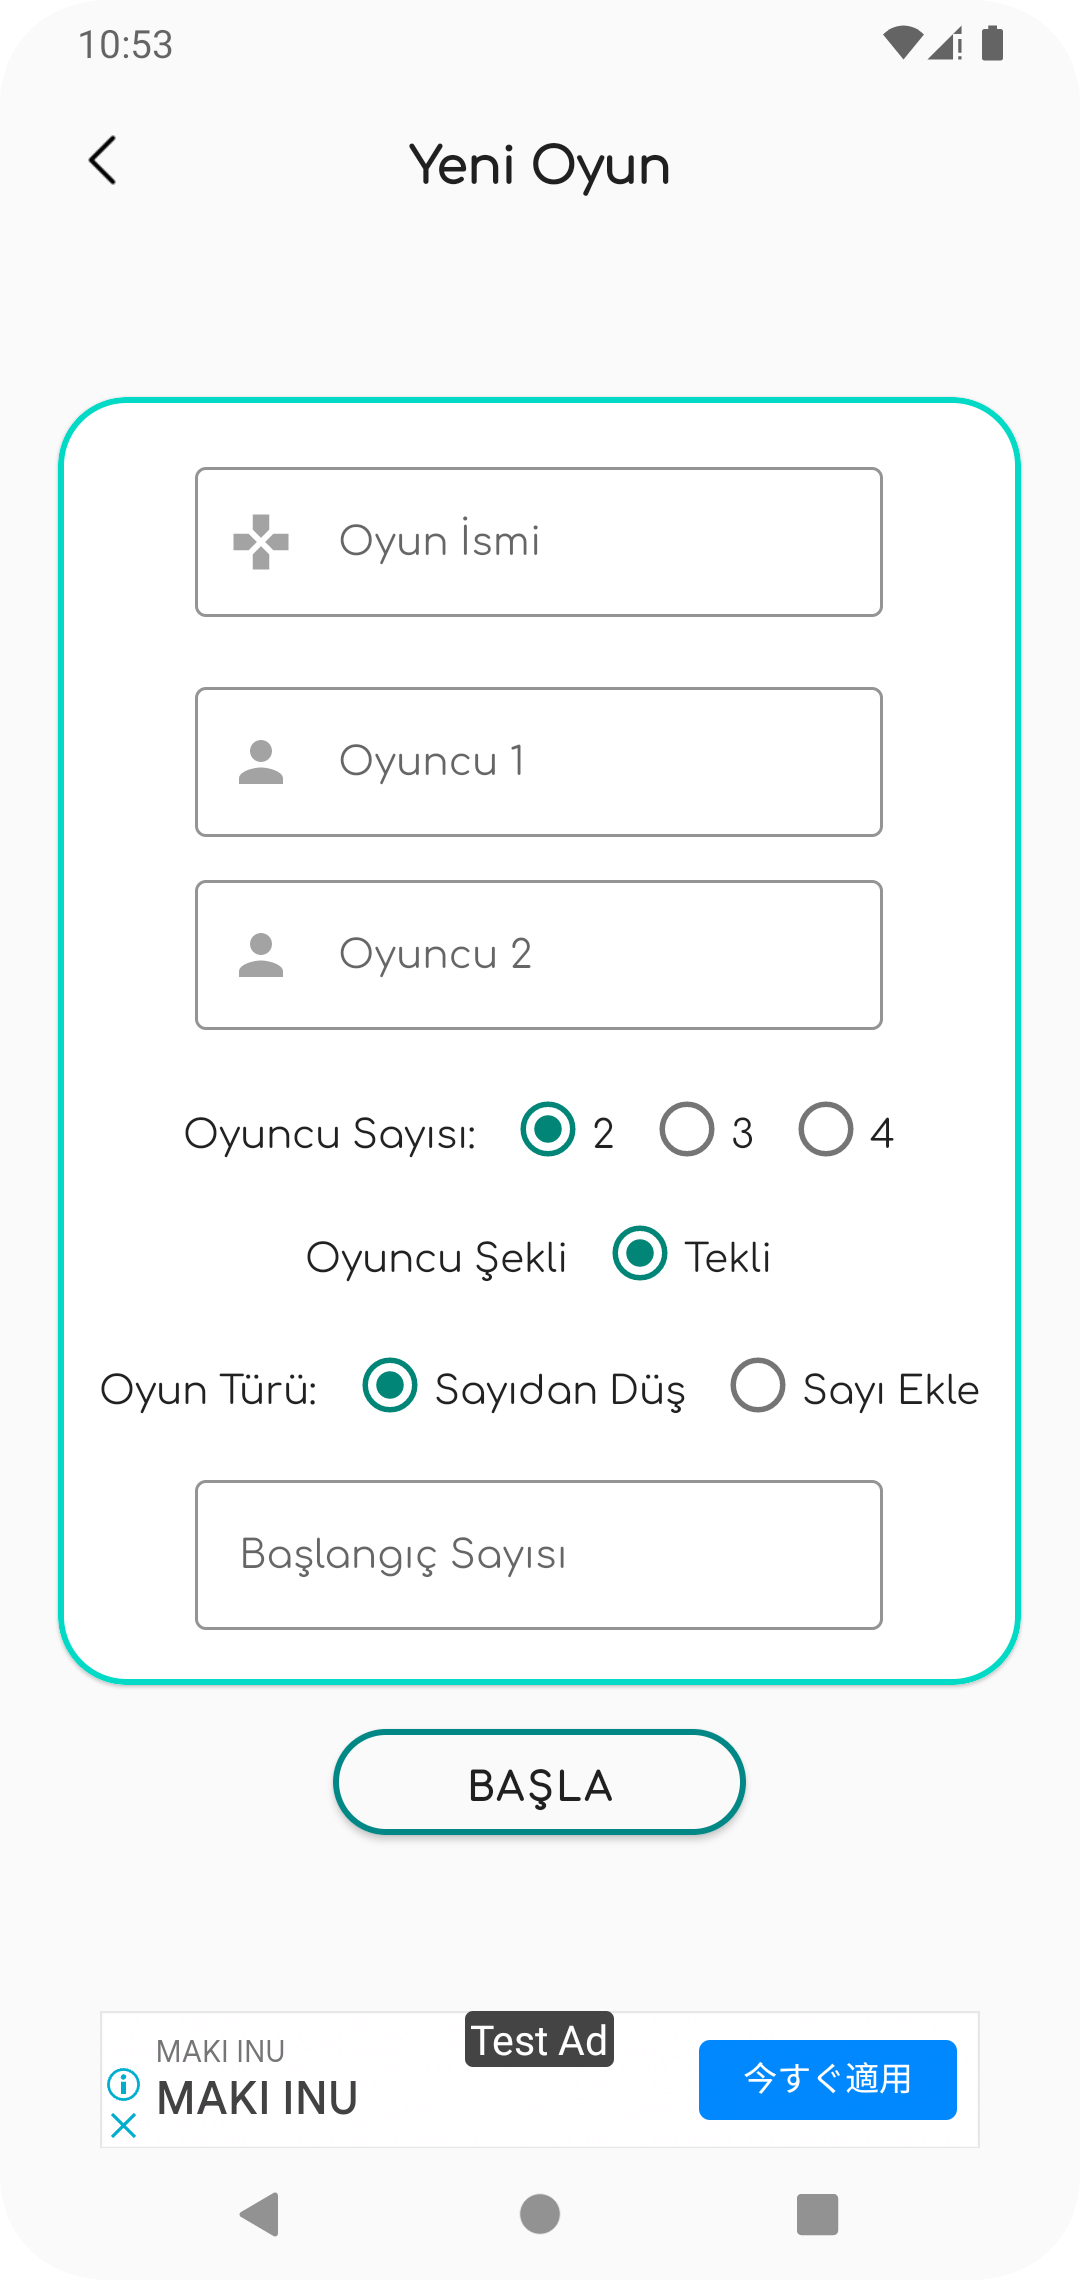 10:53
Yeni Oyun
Oyun İsmi
Oyuncu 1
Oyuncu 2
Oyuncu Sayısı: 2 3 4
Oyuncu Şekli Tekli
Oyun Türü: Sayıdan Düş Sayı Ekle
Başlangıç Sayısı
BAŞLA
Test Ad
MAKI INU
MAKI INU
今すぐ適用